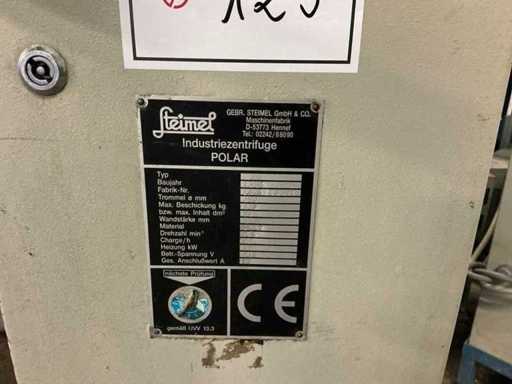 Steimel
GEBR. STEIMEL GmbH & CO.
Maschinenfabrik
D-53773 Hennef
Tel.: 02242/88090
Industriezentrifuge
POLAR
Typ
Baujahr
Fabrik-Nr.
Trommel ø mm
Max. Beschickung kg
bzw. max. Inhalt dm³
Wandstärke mm
Material
Drehzahl min⁻¹
Charge/h
Heizung kW
Betr.-Spannung V
Ges. Anschlußwert A
nächste Prüfung
gemäß UVV 13.3
CE